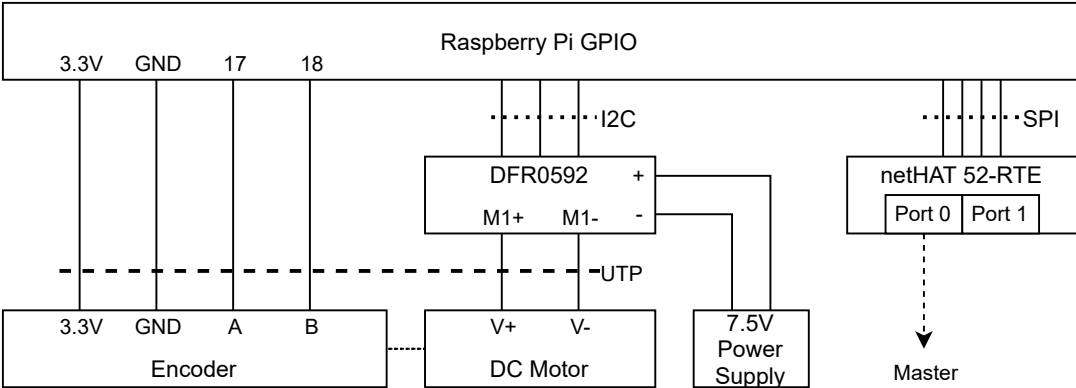 Raspberry Pi GPIO
3.3V GND 17 18
I2C
SPI
DFR0592 +
netHAT 52-RTE
M1+ M1- -
Port 0 Port 1
UTP
3.3V GND A B
Encoder
V+ V-
DC Motor
7.5V
Power
Supply
Master